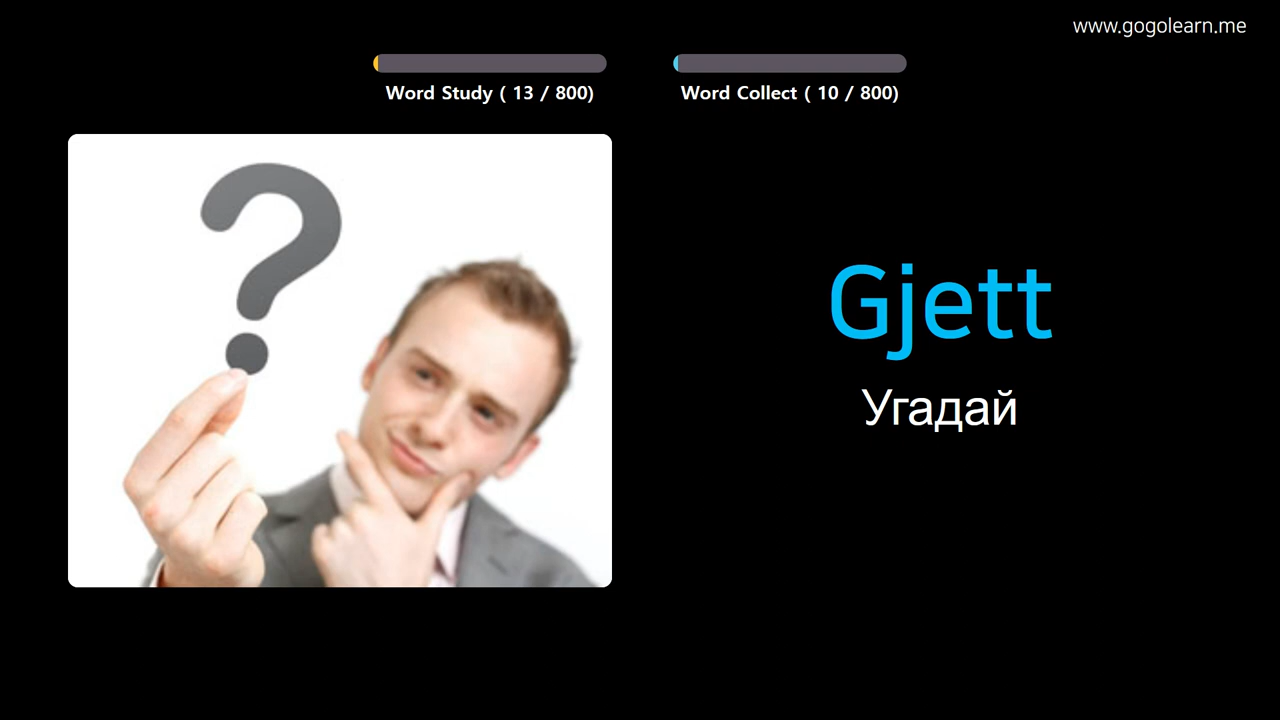 www.gogolearn.me
Word Study ( 13 / 800)
Word Collect ( 10 / 800)
?
Gjett
Угадай